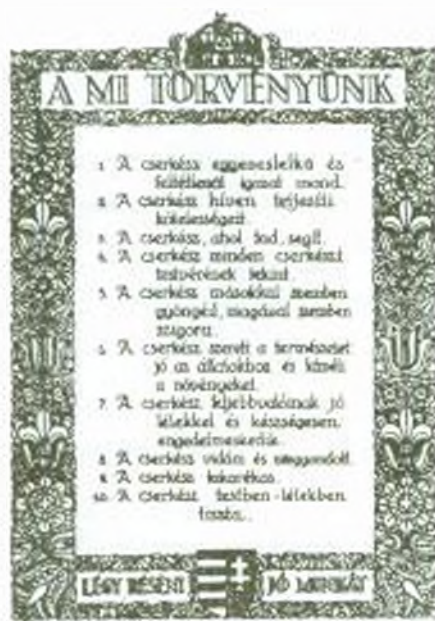 A MI TÖRVÉNYÜNK
1. A cserkész egyeneslelkű és
feltétlenül igazat mond.
2. A cserkész híven teljesíti
kötelességeit
3. A cserkész, ahol tud, segít.
4. A cserkész minden cserkészt
testvérének tekint.
5. A cserkész másokkal szemben
gyöngéd, magával szemben
szigorú.
6. A cserkész szereti a természetet
jó az állatokhoz és kíméli
a növényeket.
7. A cserkész feljebbvalóinak jó
lélekkel és készségesen
engedelmeskedik.
8. A cserkész vidám és meggondolt.
9. A cserkész takarékos.
10. A cserkész testben-lélekben
tiszta.
LÉGY RÉSEN! JÓ MUNKÁT